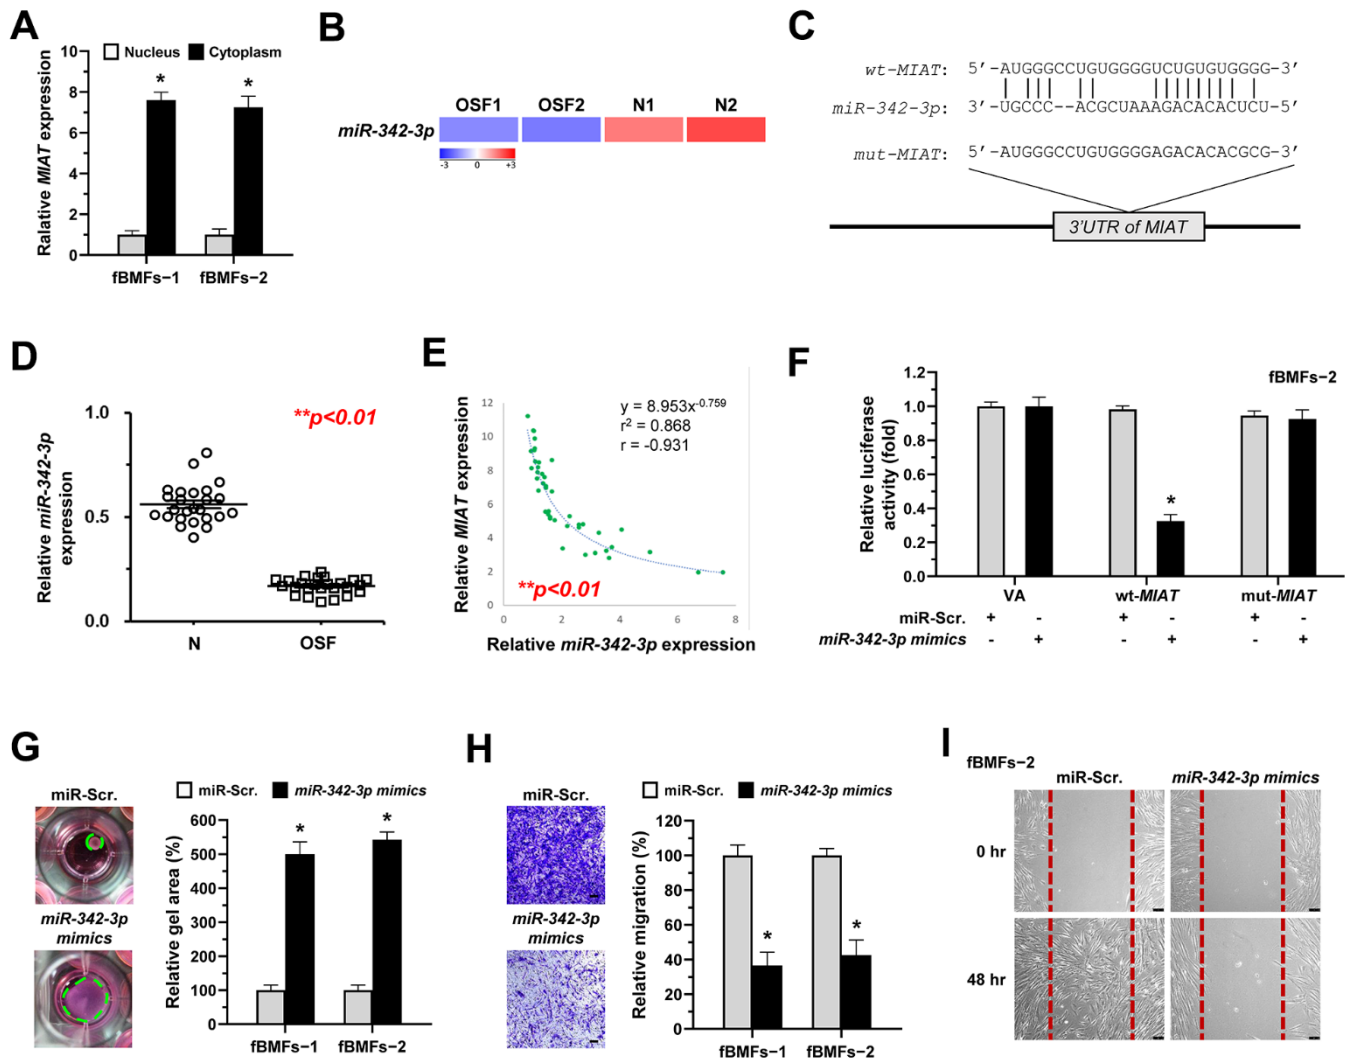 A
Ralative MIAT expression
10
8
6
4
2
0
Nucleus
Cytoplasm
*
*
fBMFs−1
fBMFs−2
B
OSF1
OSF2
N1
N2
miR-342-3p
-3
0
+3
C
wt-MIAT: 5’-AUGGGCCUGUGGGGUCUGUGUGGGG-3’
miR-342-3p: 3’-UGCCC--ACGCUAAAGACACACUCU-5’
mut-MIAT: 5’-AUGGGCCUGUGGGGAGACACACGCG-3’
3’UTR of MIAT
D
Relative miR-342-3p
expression
1.0
0.5
0.0
**p<0.01
N
OSF
E
Relative MIAT expression
12
10
8
6
4
2
0
y = 8.953x-0.759
r2 = 0.868
r = -0.931
**p<0.01
0
2
4
6
8
Relative miR-342-3p expression
F
fBMFs−2
Relative luciferase
activity (fold)
1.2
1.0
0.8
0.6
0.4
0.2
0.0
*
VA
wt-MIAT
mut-MIAT
miR-Scr. + - + - + -
miR-342-3p mimics - + - + - +
G
miR-Scr.
miR-342-3p
mimics
miR-Scr.
miR-342-3p mimics
Relative gel area (%)
600
500
400
300
200
100
0
*
*
fBMFs−1
fBMFs−2
H
miR-Scr.
miR-342-3p
mimics
miR-Scr.
miR-342-3p mimics
Relative migration (%)
120
100
80
60
40
20
0
*
*
fBMFs−1
fBMFs−2
I
fBMFs−2
miR-Scr.
miR-342-3p mimics
0 hr
48 hr